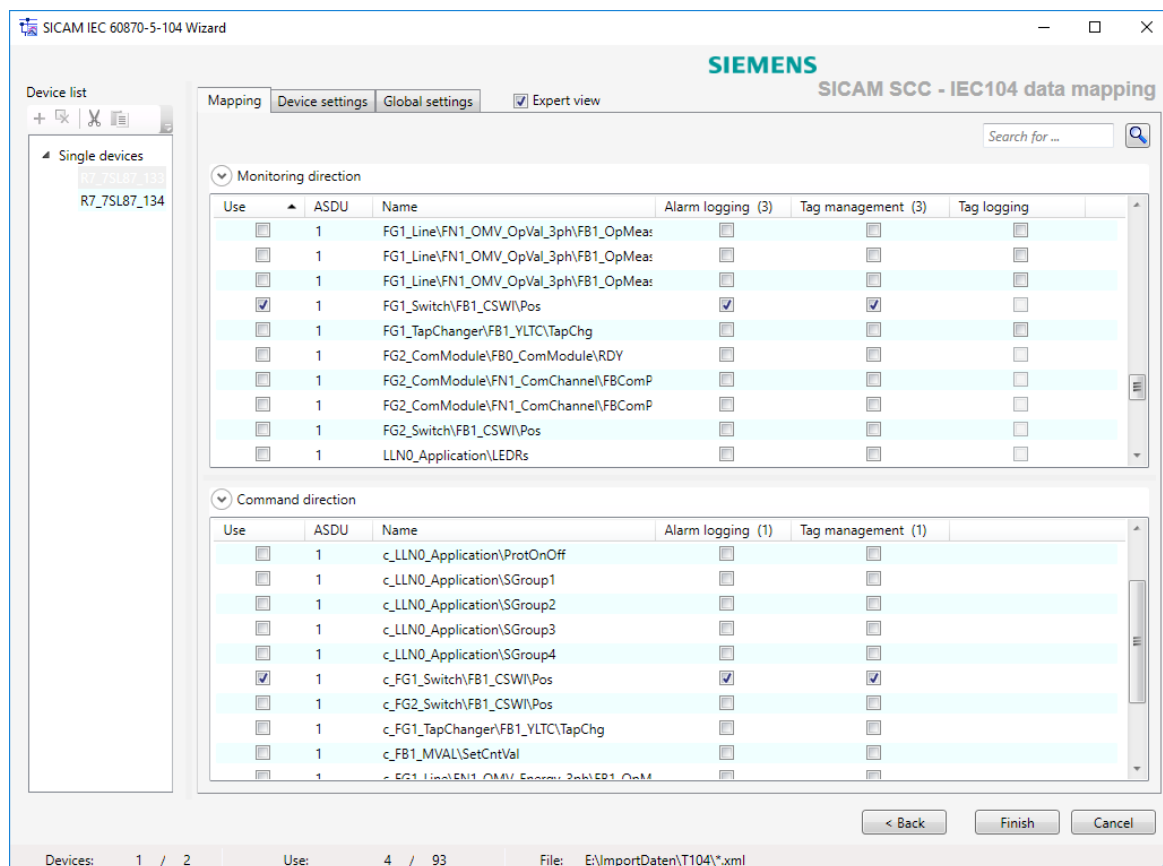 SICAM IEC 60870-5-104 Wizard
SIEMENS
SICAM SCC - IEC104 data mapping
Device list
Single devices
R7_7SL87_133
R7_7SL87_134
Mapping Device settings Global settings Expert view
Search for ...
Monitoring direction
Use ASDU Name Alarm logging (3) Tag management (3) Tag logging
1 FG1_Line\FN1_OMV_OpVal_3ph\FB1_OpMeas
1 FG1_Line\FN1_OMV_OpVal_3ph\FB1_OpMeas
1 FG1_Line\FN1_OMV_OpVal_3ph\FB1_OpMeas
1 FG1_Switch\FB1_CSWI\Pos
1 FG1_TapChanger\FB1_YLTC\TapChg
1 FG2_ComModule\FB0_ComModule\RDY
1 FG2_ComModule\FN1_ComChannel\FBComP
1 FG2_ComModule\FN1_ComChannel\FBComP
1 FG2_Switch\FB1_CSWI\Pos
1 LLN0_Application\LEDRs
Command direction
Use ASDU Name Alarm logging (1) Tag management (1)
1 c_LLN0_Application\ProtOnOff
1 c_LLN0_Application\SGroup1
1 c_LLN0_Application\SGroup2
1 c_LLN0_Application\SGroup3
1 c_LLN0_Application\SGroup4
1 c_FG1_Switch\FB1_CSWI\Pos
1 c_FG2_Switch\FB1_CSWI\Pos
1 c_FG1_TapChanger\FB1_YLTC\TapChg
1 c_FB1_MVAL\SetCntVal
1 c_FG1_Line\FN1_OMV_Energy_3ph\FB1_OpM
< Back Finish Cancel
Devices: 1 / 2 Use: 4 / 93 File: E:\ImportDaten\T104\*.xml